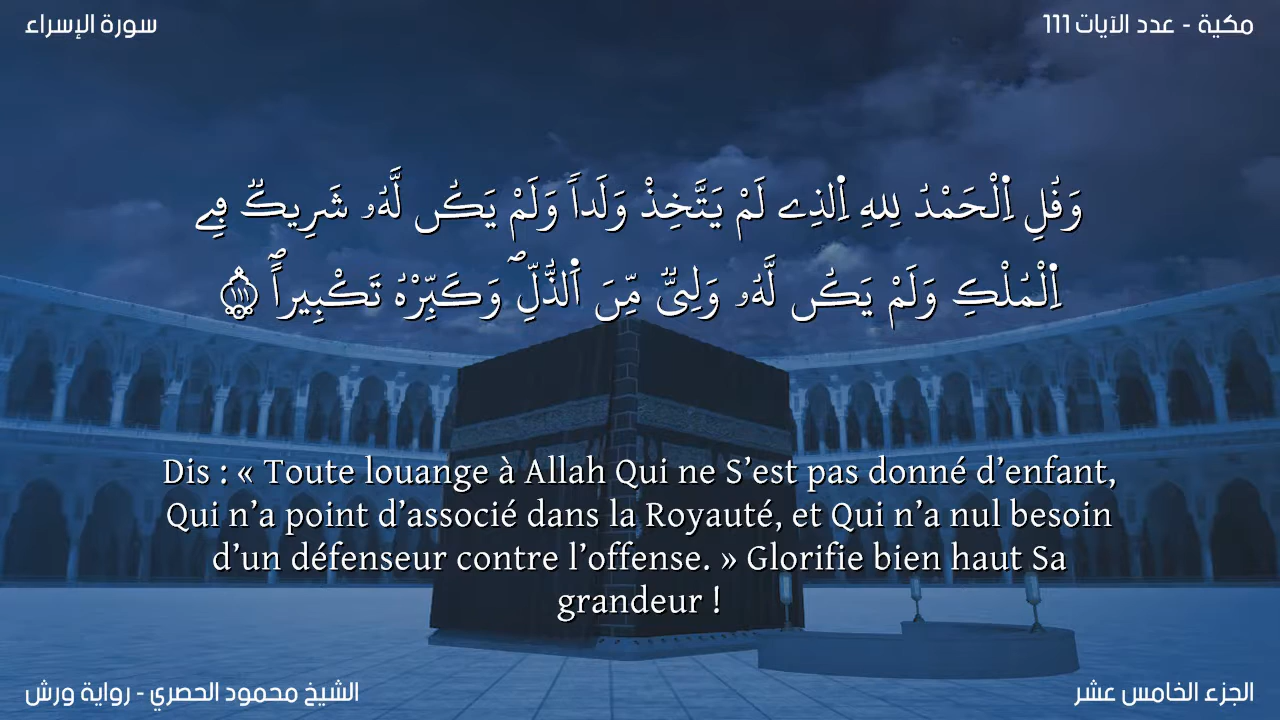 سورة الإسراء
مكية - عدد الآيات 111
وَقُلِ اِ۬لْحَمْدُ لِلهِ اِ۬لذِے لَمْ يَتَّخِذْ وَلَداٗ وَلَمْ يَكُن لَّهُۥ شَرِيكٞ فِے
اِ۬لْمُلْكِ وَلَمْ يَكُن لَّهُۥ وَلِيّٞ مِّنَ اَ۬لذُّلِّۖ وَكَبِّرْهُ تَكْبِيراٗۖ ١١١
Dis : « Toute louange à Allah Qui ne S’est pas donné d’enfant,
Qui n’a point d’associé dans la Royauté, et Qui n’a nul besoin
d’un défenseur contre l’offense. » Glorifie bien haut Sa
grandeur !
الشيخ محمود الحصري - رواية ورش
الجزء الخامس عشر